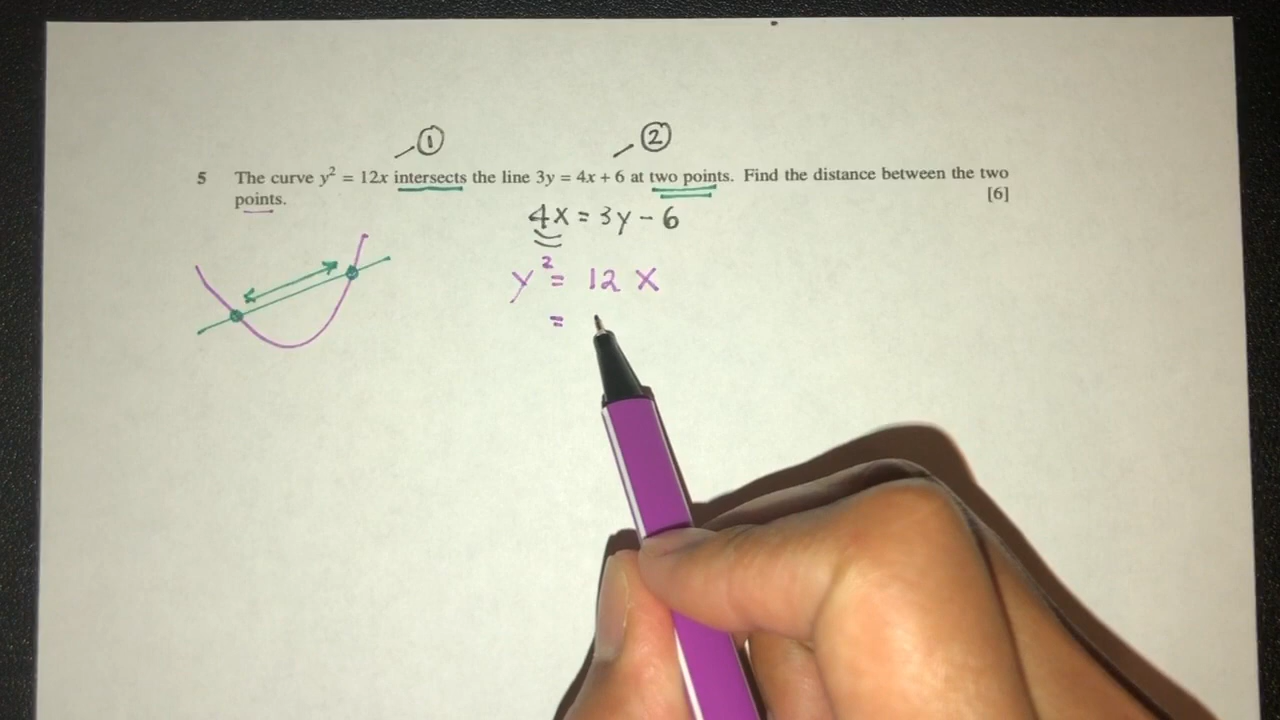 ① ②
5 The curve y² = 12x intersects the line 3y = 4x + 6 at two points. Find the distance between the two
points. [6]
4x = 3y - 6
y² = 12 x
=